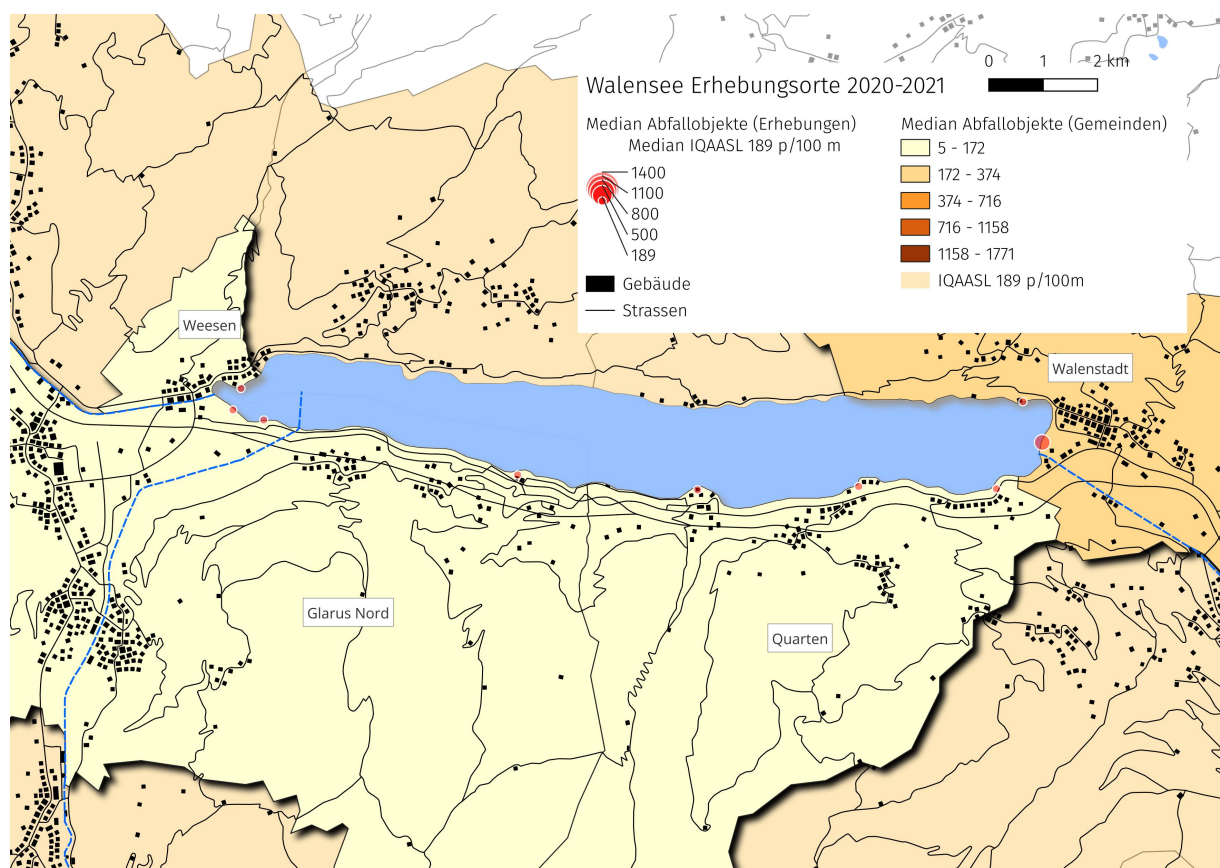 0 1 2 km
Walensee Erhebungsorte 2020-2021
Median Abfallobjekte (Erhebungen)
Median IQAASL 189 p/100 m
1400
1100
800
500
189
Gebäude
Strassen
Median Abfallobjekte (Gemeinden)
5 - 172
172 - 374
374 - 716
716 - 1158
1158 - 1771
IQAASL 189 p/100m
Weesen
Walenstadt
Glarus Nord
Quarten